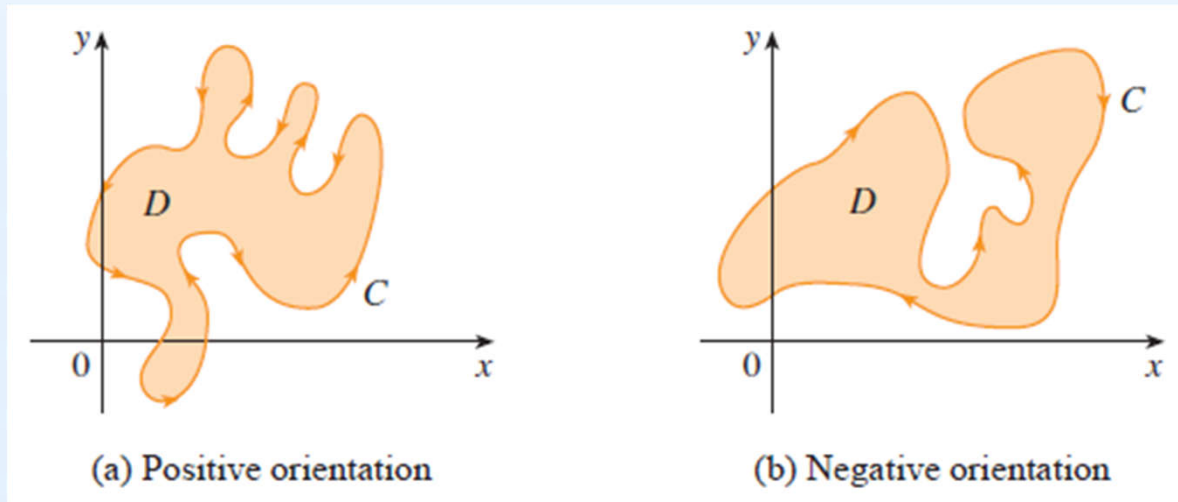 y
D
C
0
x
(a) Positive orientation
y
C
D
0
x
(b) Negative orientation